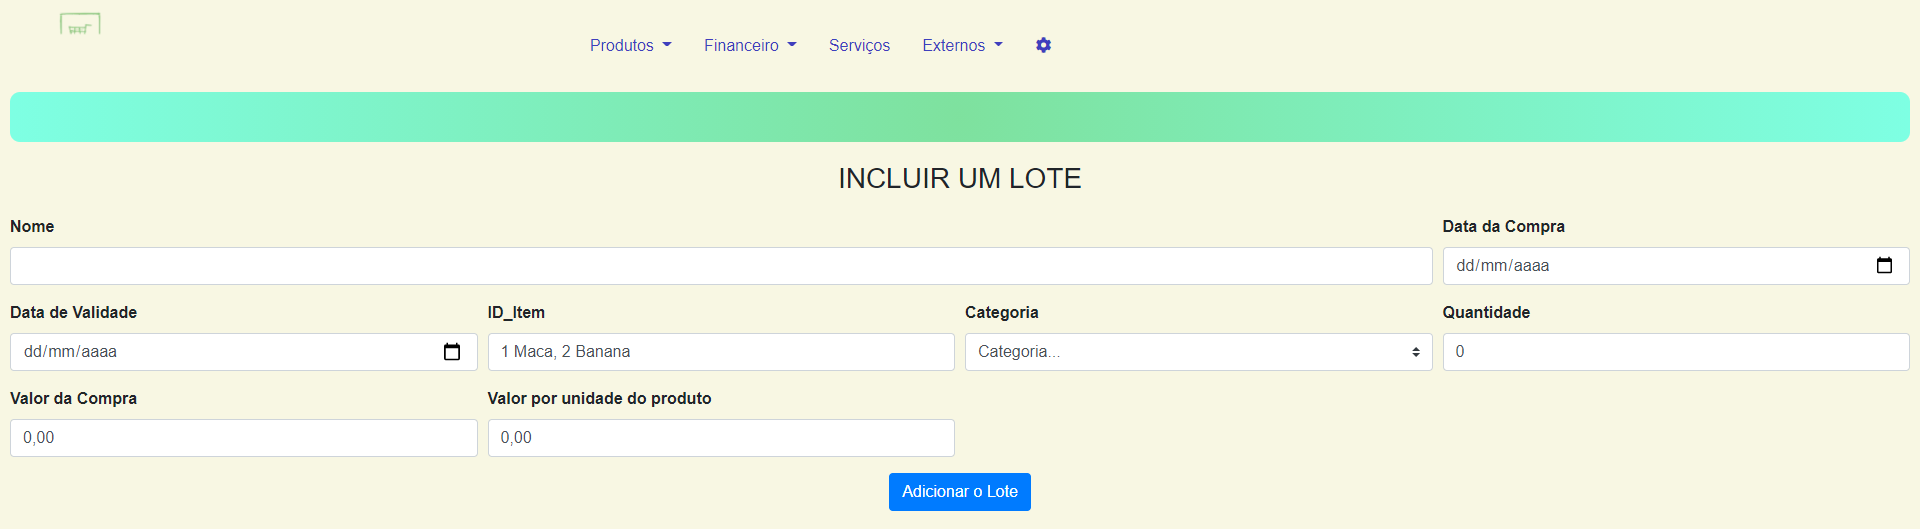 Produtos Financeiro Serviços Externos
INCLUIR UM LOTE
Nome Data da Compra
dd/mm/aaaa
Data de Validade ID_Item Categoria Quantidade
dd/mm/aaaa 1 Maca, 2 Banana Categoria... 0
Valor da Compra Valor por unidade do produto
0,00 0,00
Adicionar o Lote